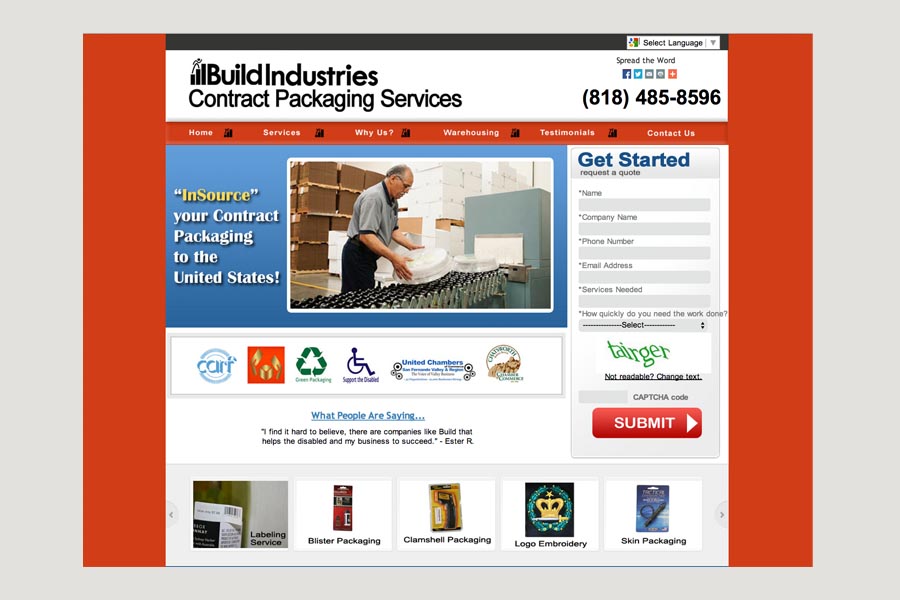 Select Language
Build Industries
Contract Packaging Services
Spread the Word
(818) 485-8596
Home
Services
Why Us?
Warehousing
Testimonials
Contact Us
"InSource"
your Contract
Packaging
to the
United States!
Get Started
request a quote
*Name
*Company Name
*Phone Number
*Email Address
*Services Needed
*How quickly do you need the work done?
---------------Select------------
tairger
Not readable? Change text.
CAPTCHA code
SUBMIT
carf
Green Packaging
Support the Disabled
United Chambers
San Fernando Valley & Region
The Voice of Valley Business
CHATSWORTH
CHAMBER
COMMERCE
What People Are Saying...
"I find it hard to believe, there are companies like Build that
helps the disabled and my business to succeed." - Ester R.
Labeling
Service
Blister Packaging
Clamshell Packaging
Logo Embroidery
Skin Packaging